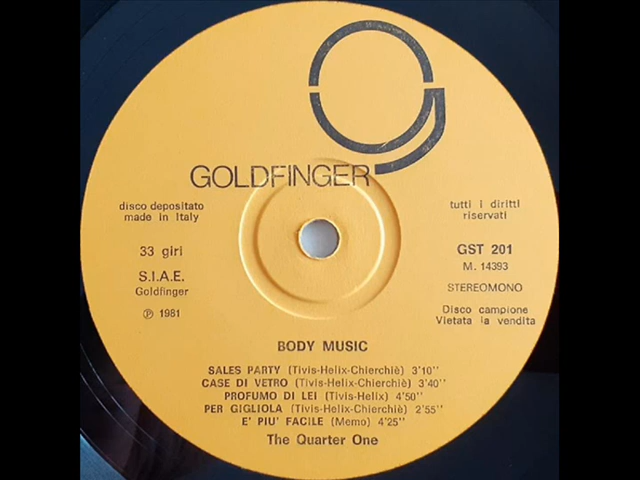 GOLDFINGER
disco depositato
made in Italy
tutti i diritti
riservati
33 giri
S.I.A.E.
Goldfinger
℗ 1981
GST 201
M. 14393
STEREOMONO
Disco campione
Vietata la vendita
BODY MUSIC
SALES PARTY (Tivis-Helix-Chierchiè) 3'10''
CASE DI VETRO (Tivis-Helix-Chierchiè) 3'40''
PROFUMO DI LEI (Tivis-Helix) 4'50''
PER GIGLIOLA (Tivis-Helix-Chierchiè) 2'55''
E' PIU' FACILE (Memo) 4'25''
The Quarter One